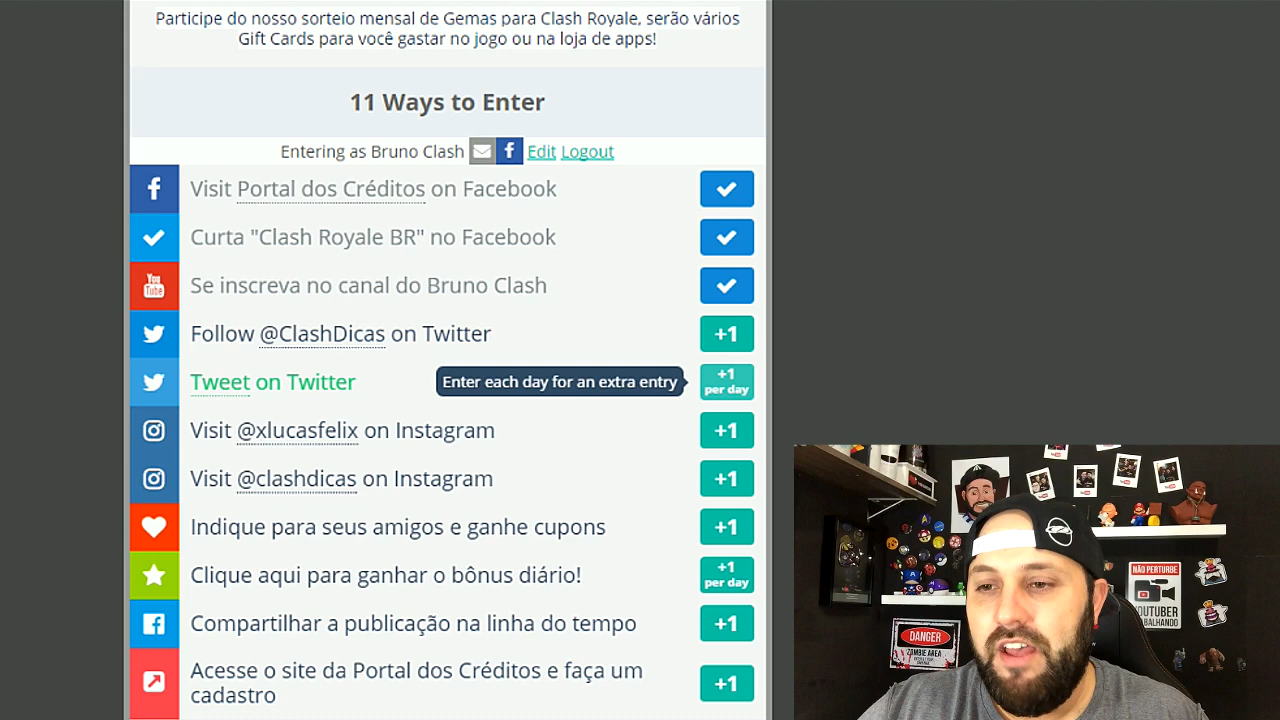 Participe do nosso sorteio mensal de Gemas para Clash Royale, serão vários
Gift Cards para você gastar no jogo ou na loja de apps!
11 Ways to Enter
Entering as Bruno Clash Edit Logout
Visit Portal dos Créditos on Facebook
Curta "Clash Royale BR" no Facebook
You Tube Se inscreva no canal do Bruno Clash
Follow @ClashDicas on Twitter +1
Tweet on Twitter Enter each day for an extra entry +1 per day
Visit @xlucasfelix on Instagram +1
Visit @clashdicas on Instagram +1
Indique para seus amigos e ganhe cupons +1
Clique aqui para ganhar o bônus diário! +1 per day
Compartilhar a publicação na linha do tempo +1
Acesse o site da Portal dos Créditos e faça um
cadastro +1
NÃO PERTURBE
YOUTUBER
TRABALHANDO
DANGER
ZOMBIE AREA